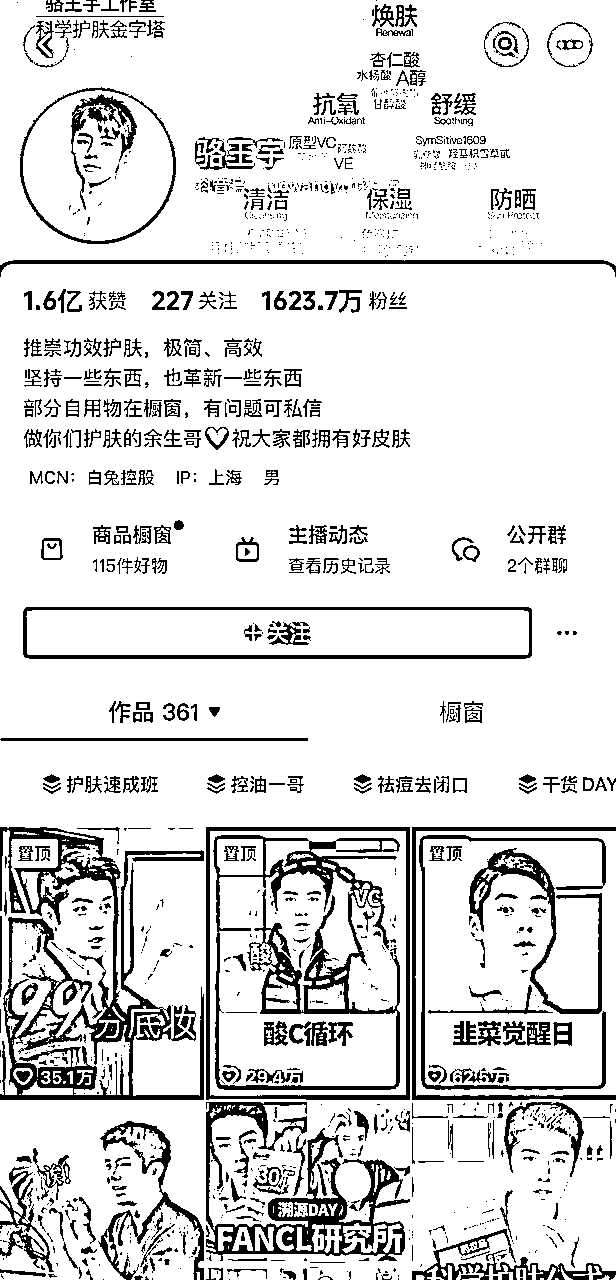 骆王宇工作室
科学护肤金字塔
焕肤
Renewal
杏仁酸
水杨酸 A醇
甘醇酸
抗氧
Anti-Oxidant
舒缓
Soothing
原型VC
VE
SymSitive1609
骆王宇
清洁
Cleansing
保湿
Moisturizing
防晒
Sun Protect
1.6亿 获赞 227 关注 1623.7万 粉丝
推崇功效护肤，极简、高效
坚持一些东西，也革新一些东西
部分自用物在橱窗，有问题可私信
做你们护肤的余生哥♡祝大家都拥有好皮肤
MCN：白兔控股 IP：上海 男
商品橱窗
115件好物
主播动态
查看历史记录
公开群
2个群聊
+ 关注
作品 361 ▼
橱窗
护肤速成班
控油一哥
祛痘去闭口
干货 DAY
置顶
99分底妆
35.1万
置顶
VC
酸
酸C循环
29.4万
置顶
韭菜觉醒日
62.5万
溯源DAY
FANCL研究所